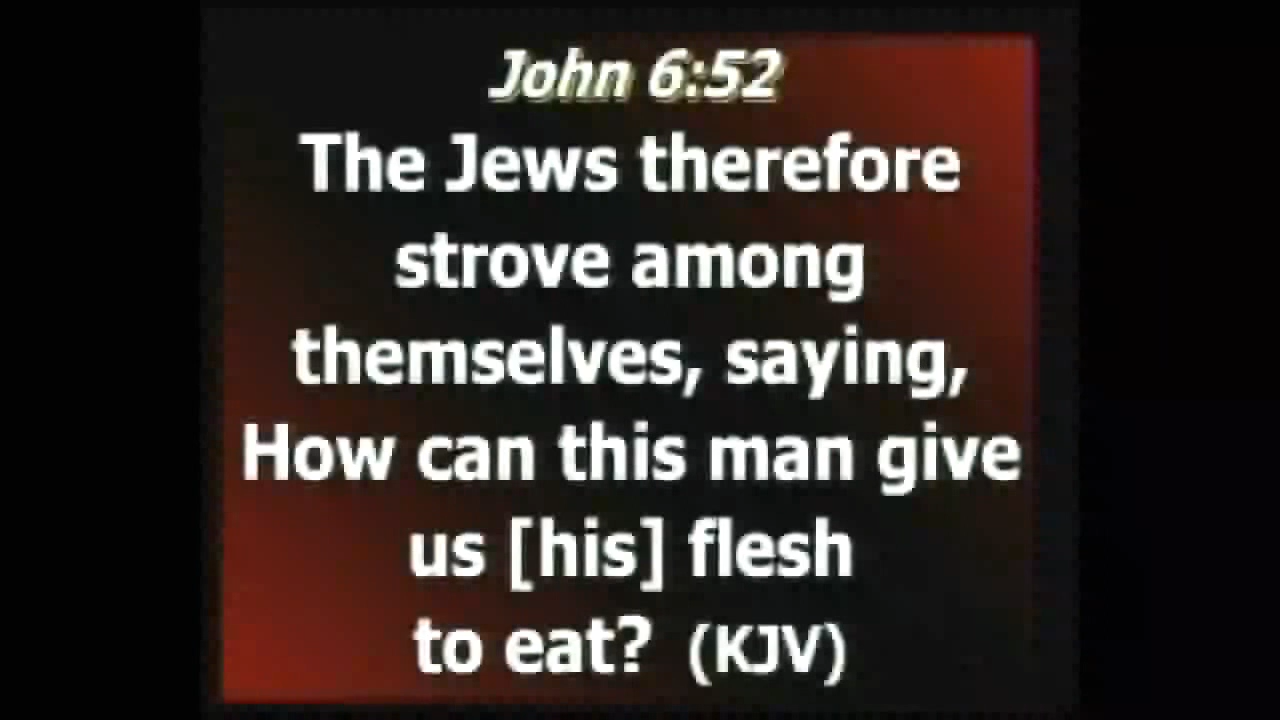 John 6:52
The Jews therefore
strove among
themselves, saying,
How can this man give
us [his] flesh
to eat? (KJV)